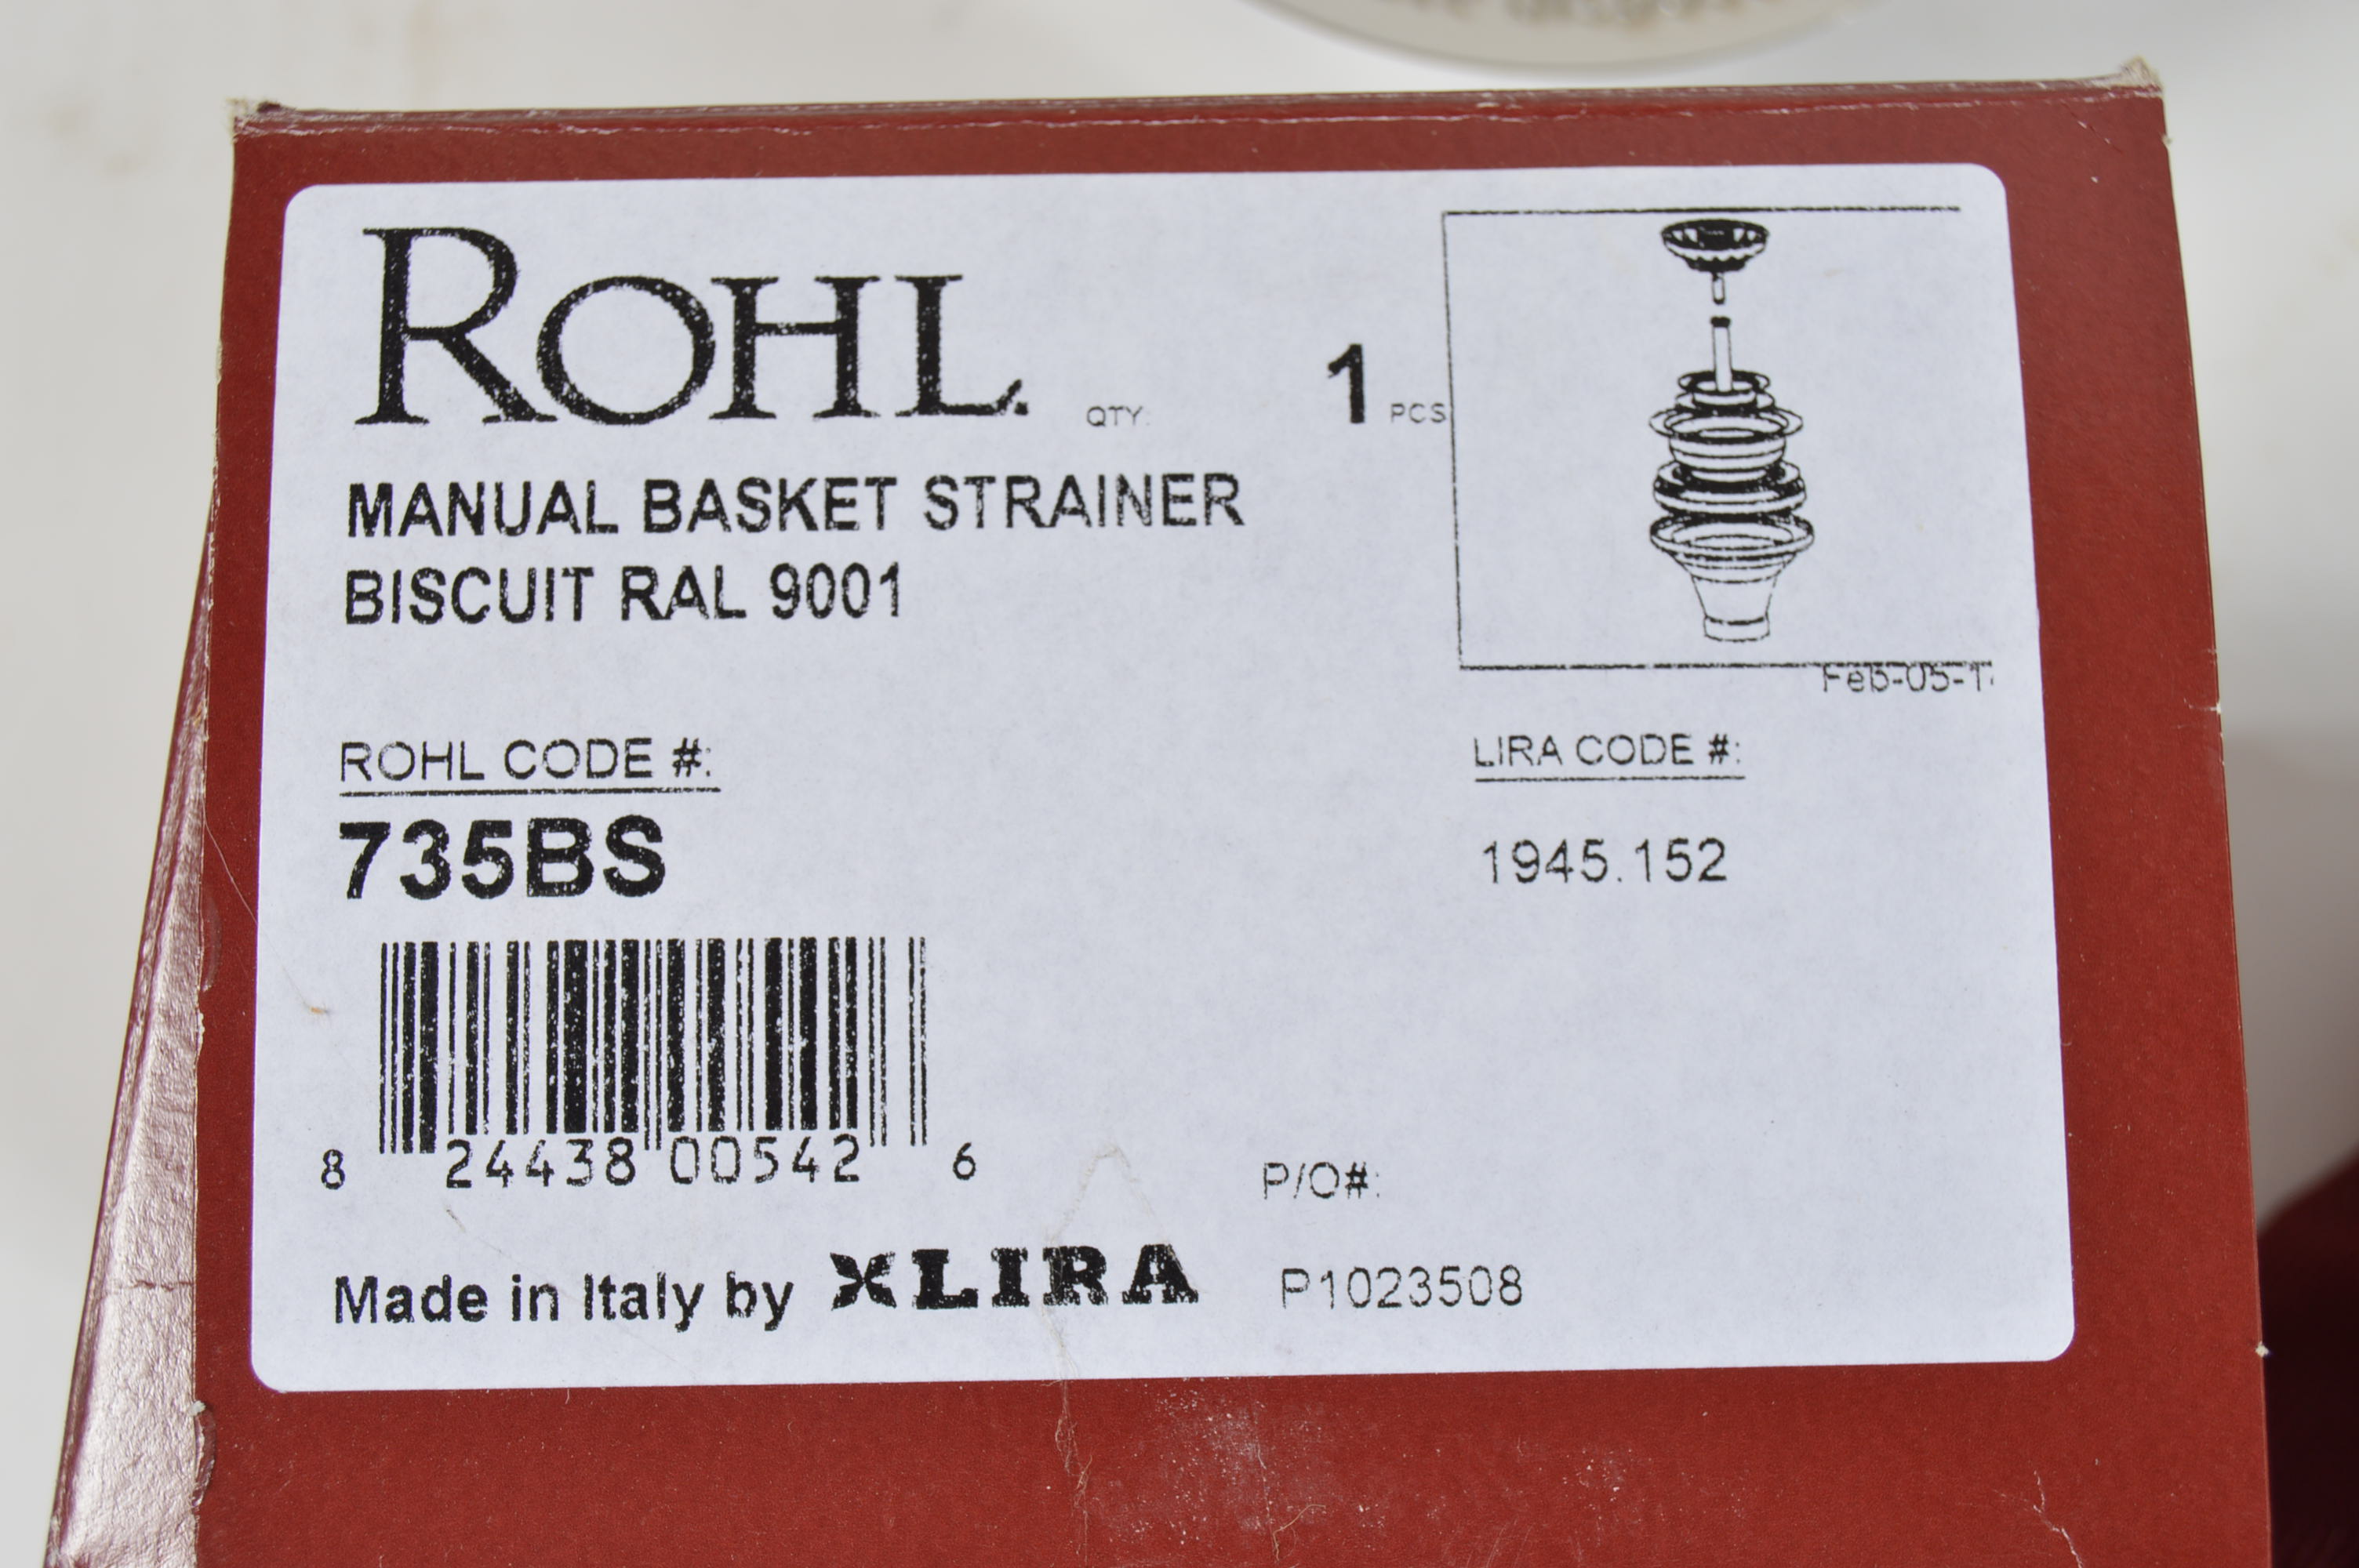 ROHL. QTY: 1 PCS
MANUAL BASKET STRAINER
BISCUIT RAL 9001
ROHL CODE #:
735BS
8 24438 00542 6
Made in Italy by LIRA
LIRA CODE #:
1945.152
P/O#:
P1023508